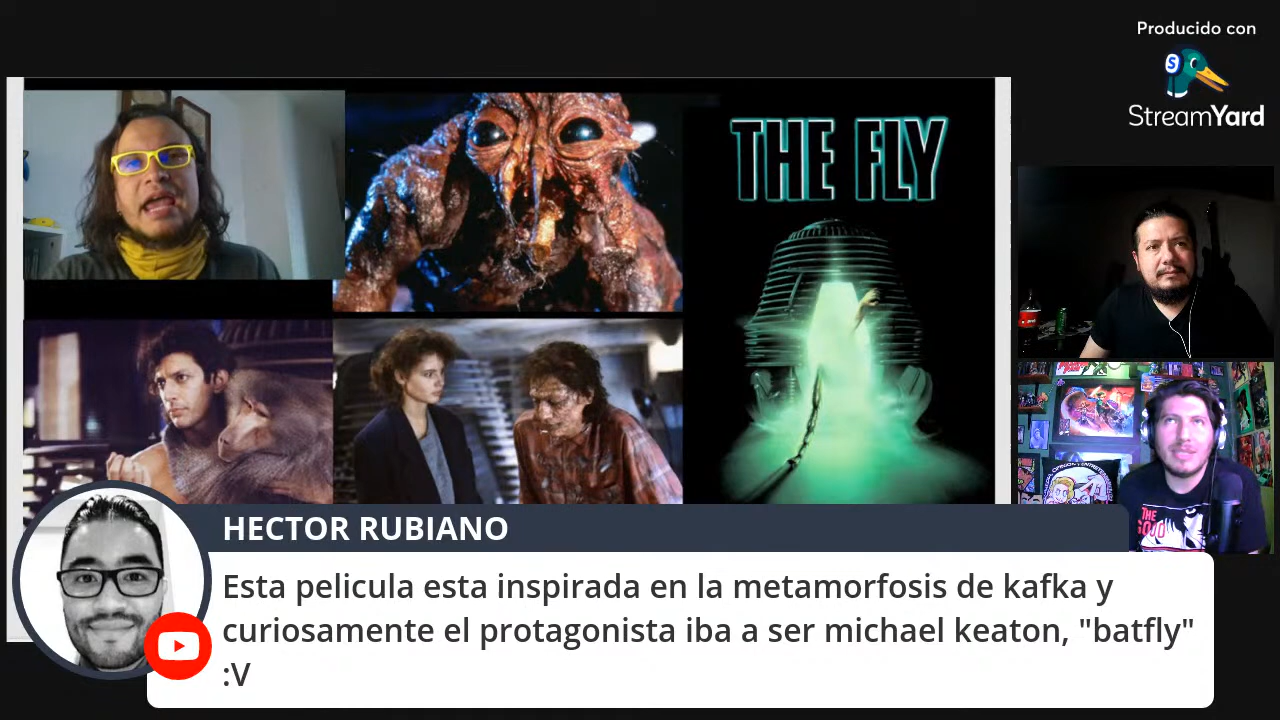 Producido con
StreamYard
THE FLY
THE
HECTOR RUBIANO
Esta pelicula esta inspirada en la metamorfosis de kafka y
curiosamente el protagonista iba a ser michael keaton, "batfly"
:V